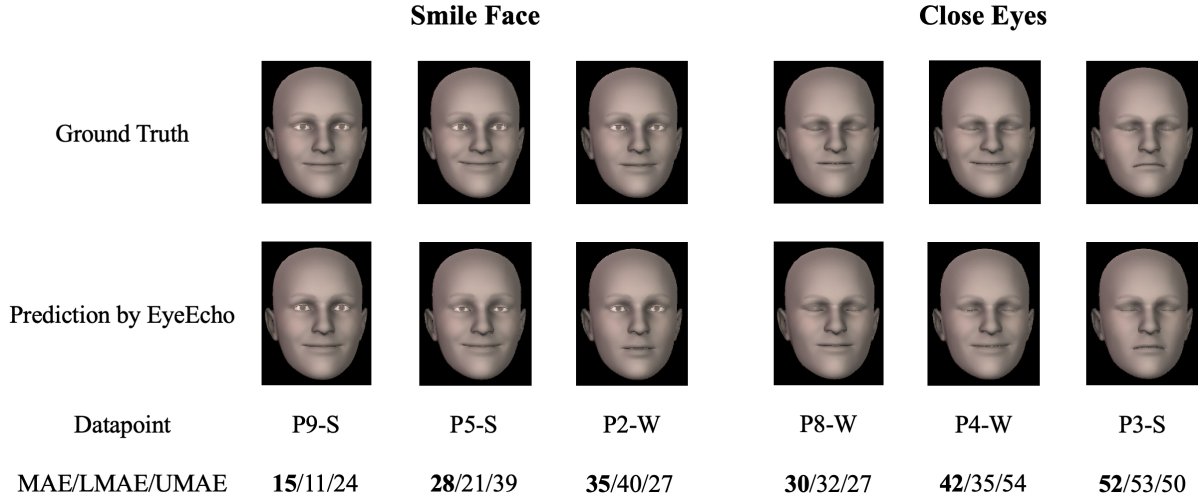 Smile Face Close Eyes
Ground Truth
Prediction by EyeEcho
Datapoint P9-S P5-S P2-W P8-W P4-W P3-S
MAE/LMAE/UMAE 15/11/24 28/21/39 35/40/27 30/32/27 42/35/54 52/53/50